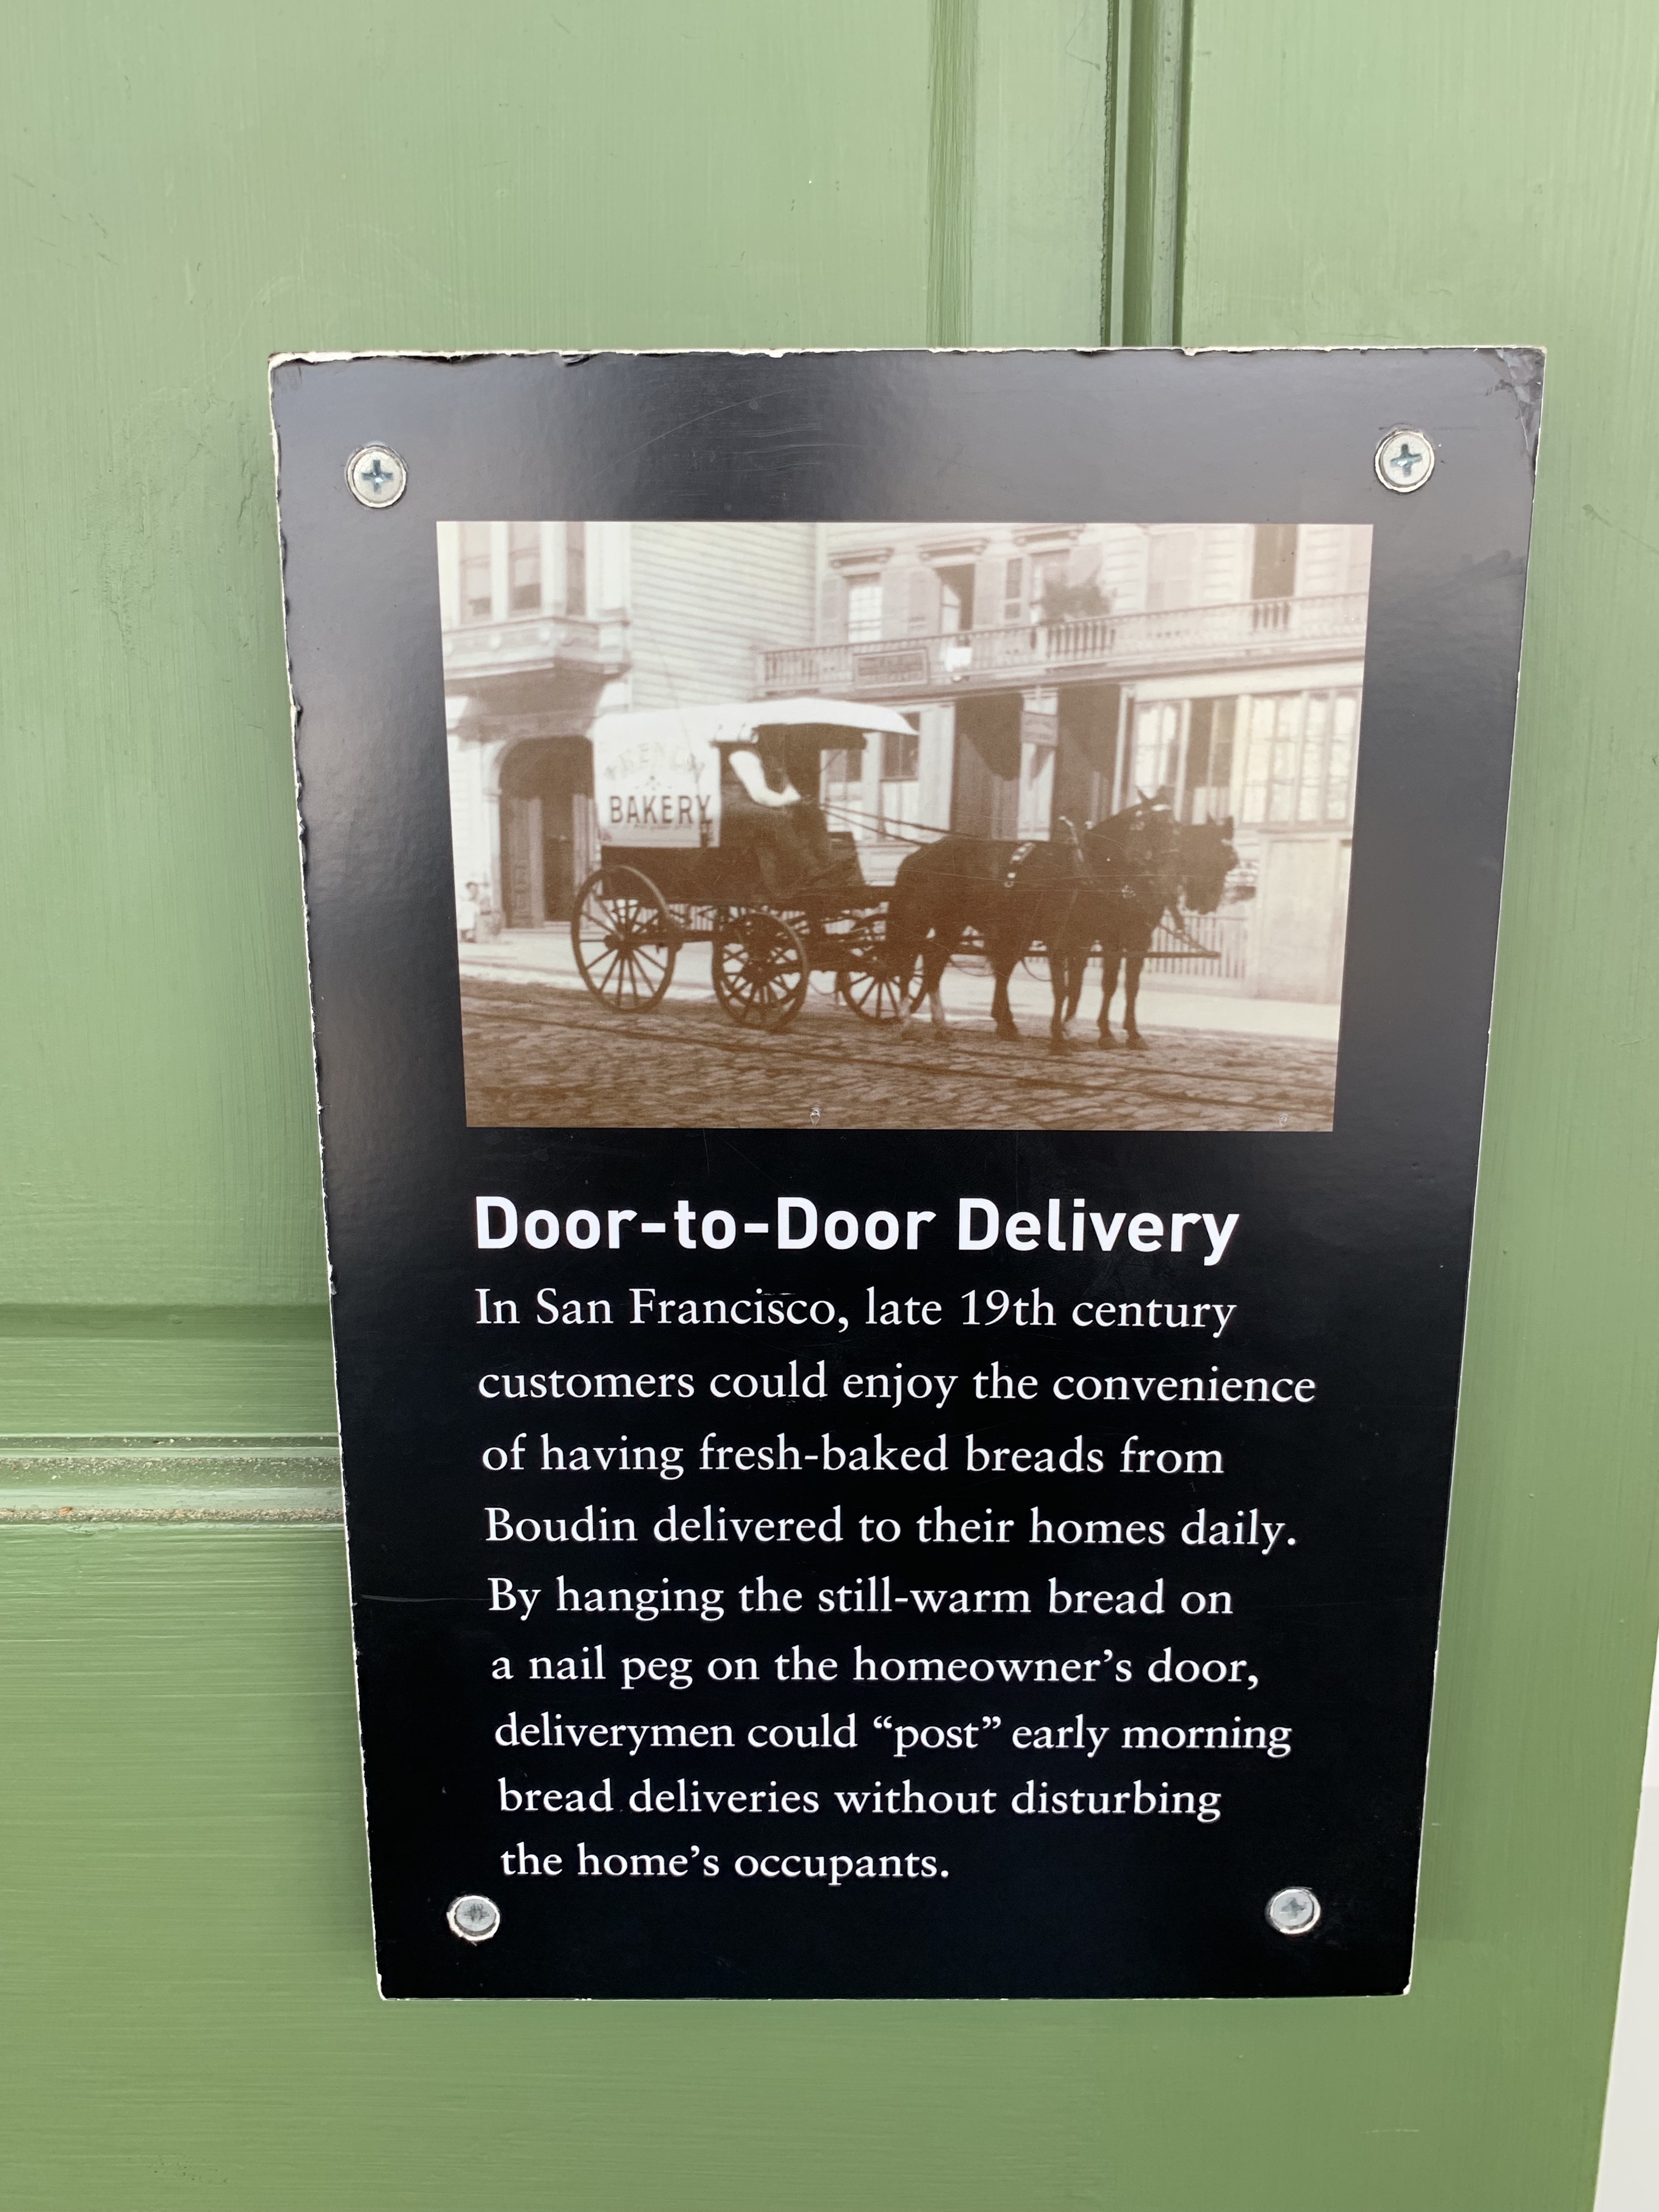 FRENCH
BAKERY
Door-to-Door Delivery
In San Francisco, late 19th century
customers could enjoy the convenience
of having fresh-baked breads from
Boudin delivered to their homes daily.
By hanging the still-warm bread on
a nail peg on the homeowner’s door,
deliverymen could “post” early morning
bread deliveries without disturbing
the home’s occupants.